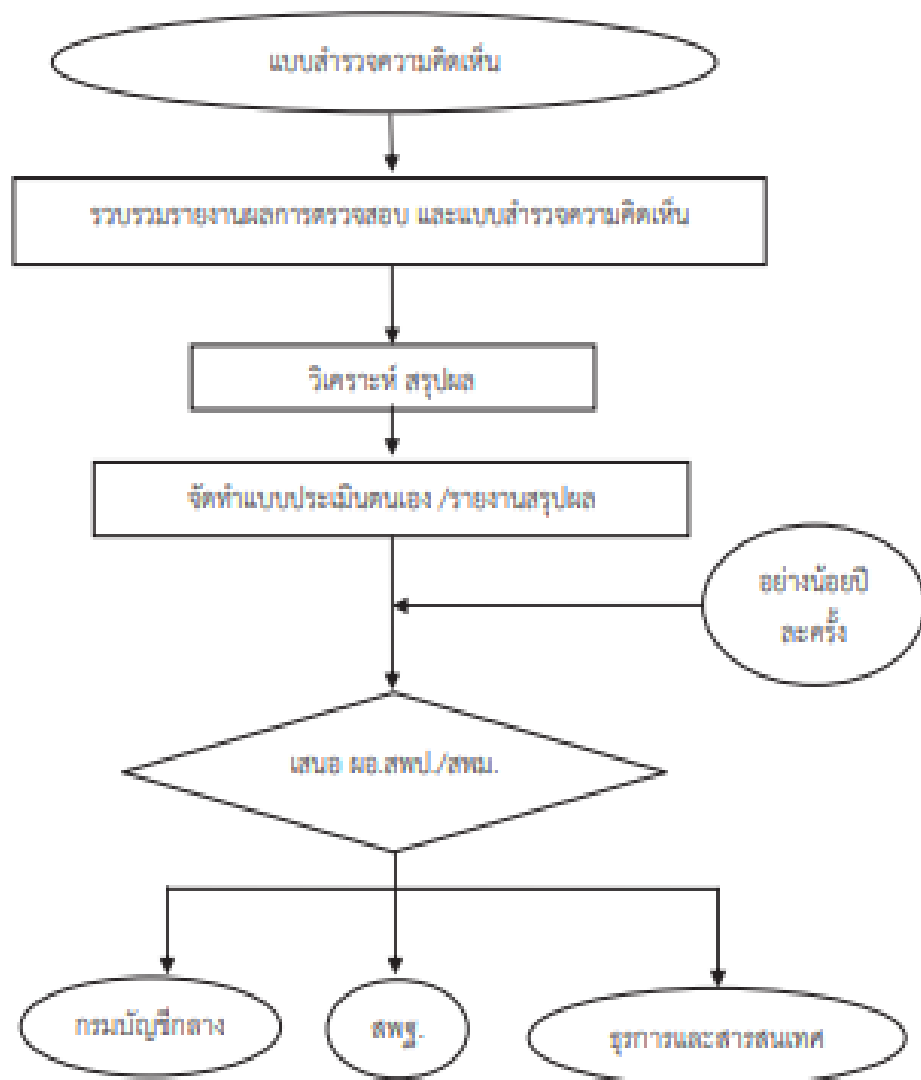 แบบสำรวจความคิดเห็น
รวบรวมรายงานผลการตรวจสอบ และแบบสำรวจความคิดเห็น
วิเคราะห์ สรุปผล
จัดทำแบบประเมินตนเอง /รายงานสรุปผล
อย่างน้อยปี
ละครั้ง
เสนอ ผอ.สพป./สพม.
กรมบัญชีกลาง
สพฐ.
ธุรการและสารสนเทศ